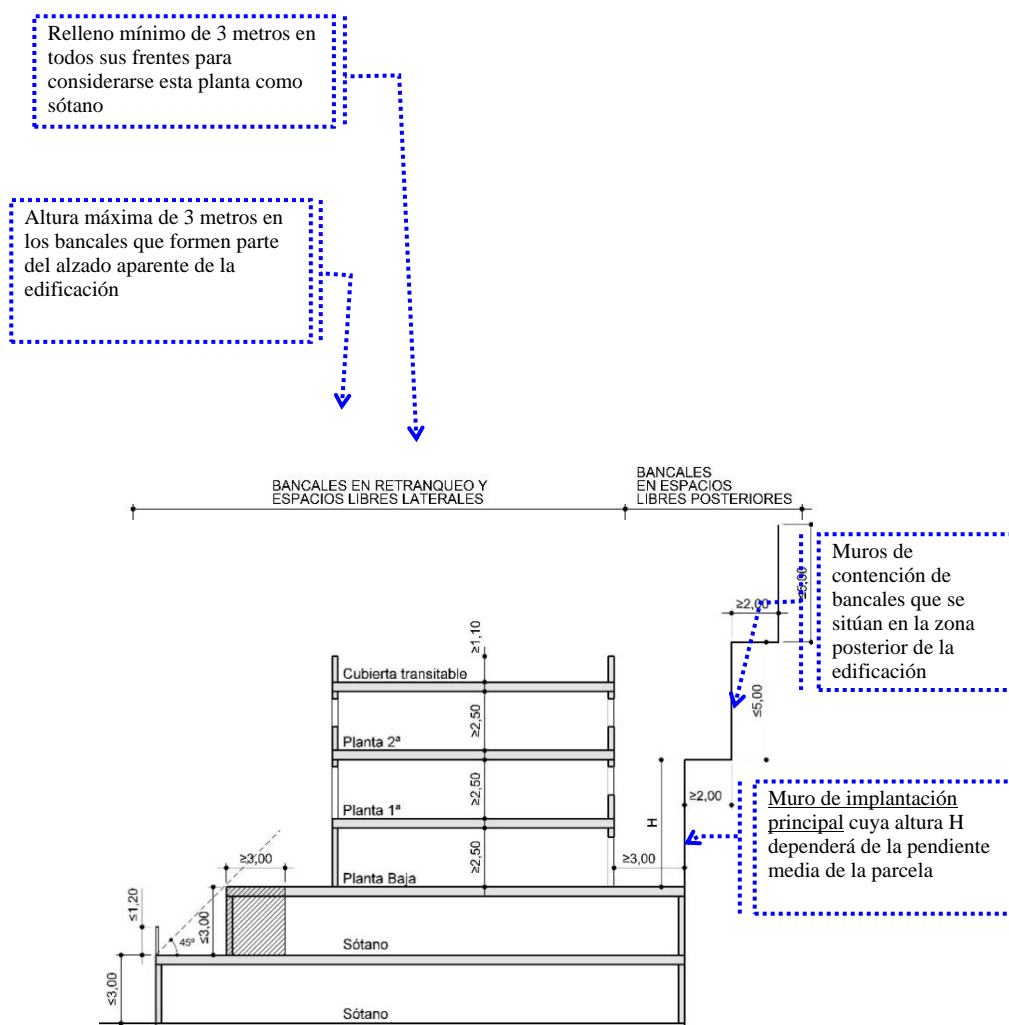 Relleno mínimo de 3 metros en
todos sus frentes para
considerarse esta planta como
sótano
Altura máxima de 3 metros en
los bancales que formen parte
del alzado aparente de la
edificación
BANCALES EN RETRANQUEO Y
ESPACIOS LIBRES LATERALES
BANCALES
EN ESPACIOS
LIBRES POSTERIORES
Muros de
contención de
bancales que se
sitúan en la zona
posterior de la
edificación
≤5,00
≥2,00
≥1,10
Cubierta transitable
≥2,50
≤5,00
Planta 2ª
≥2,50
≥2,00
Muro de implantación
principal cuya altura H
dependerá de la pendiente
media de la parcela
Planta 1ª
H
≥2,50
≥3,00
≥3,00
Planta Baja
≤1,20
≤3,00
45º
Sótano
≤3,00
Sótano